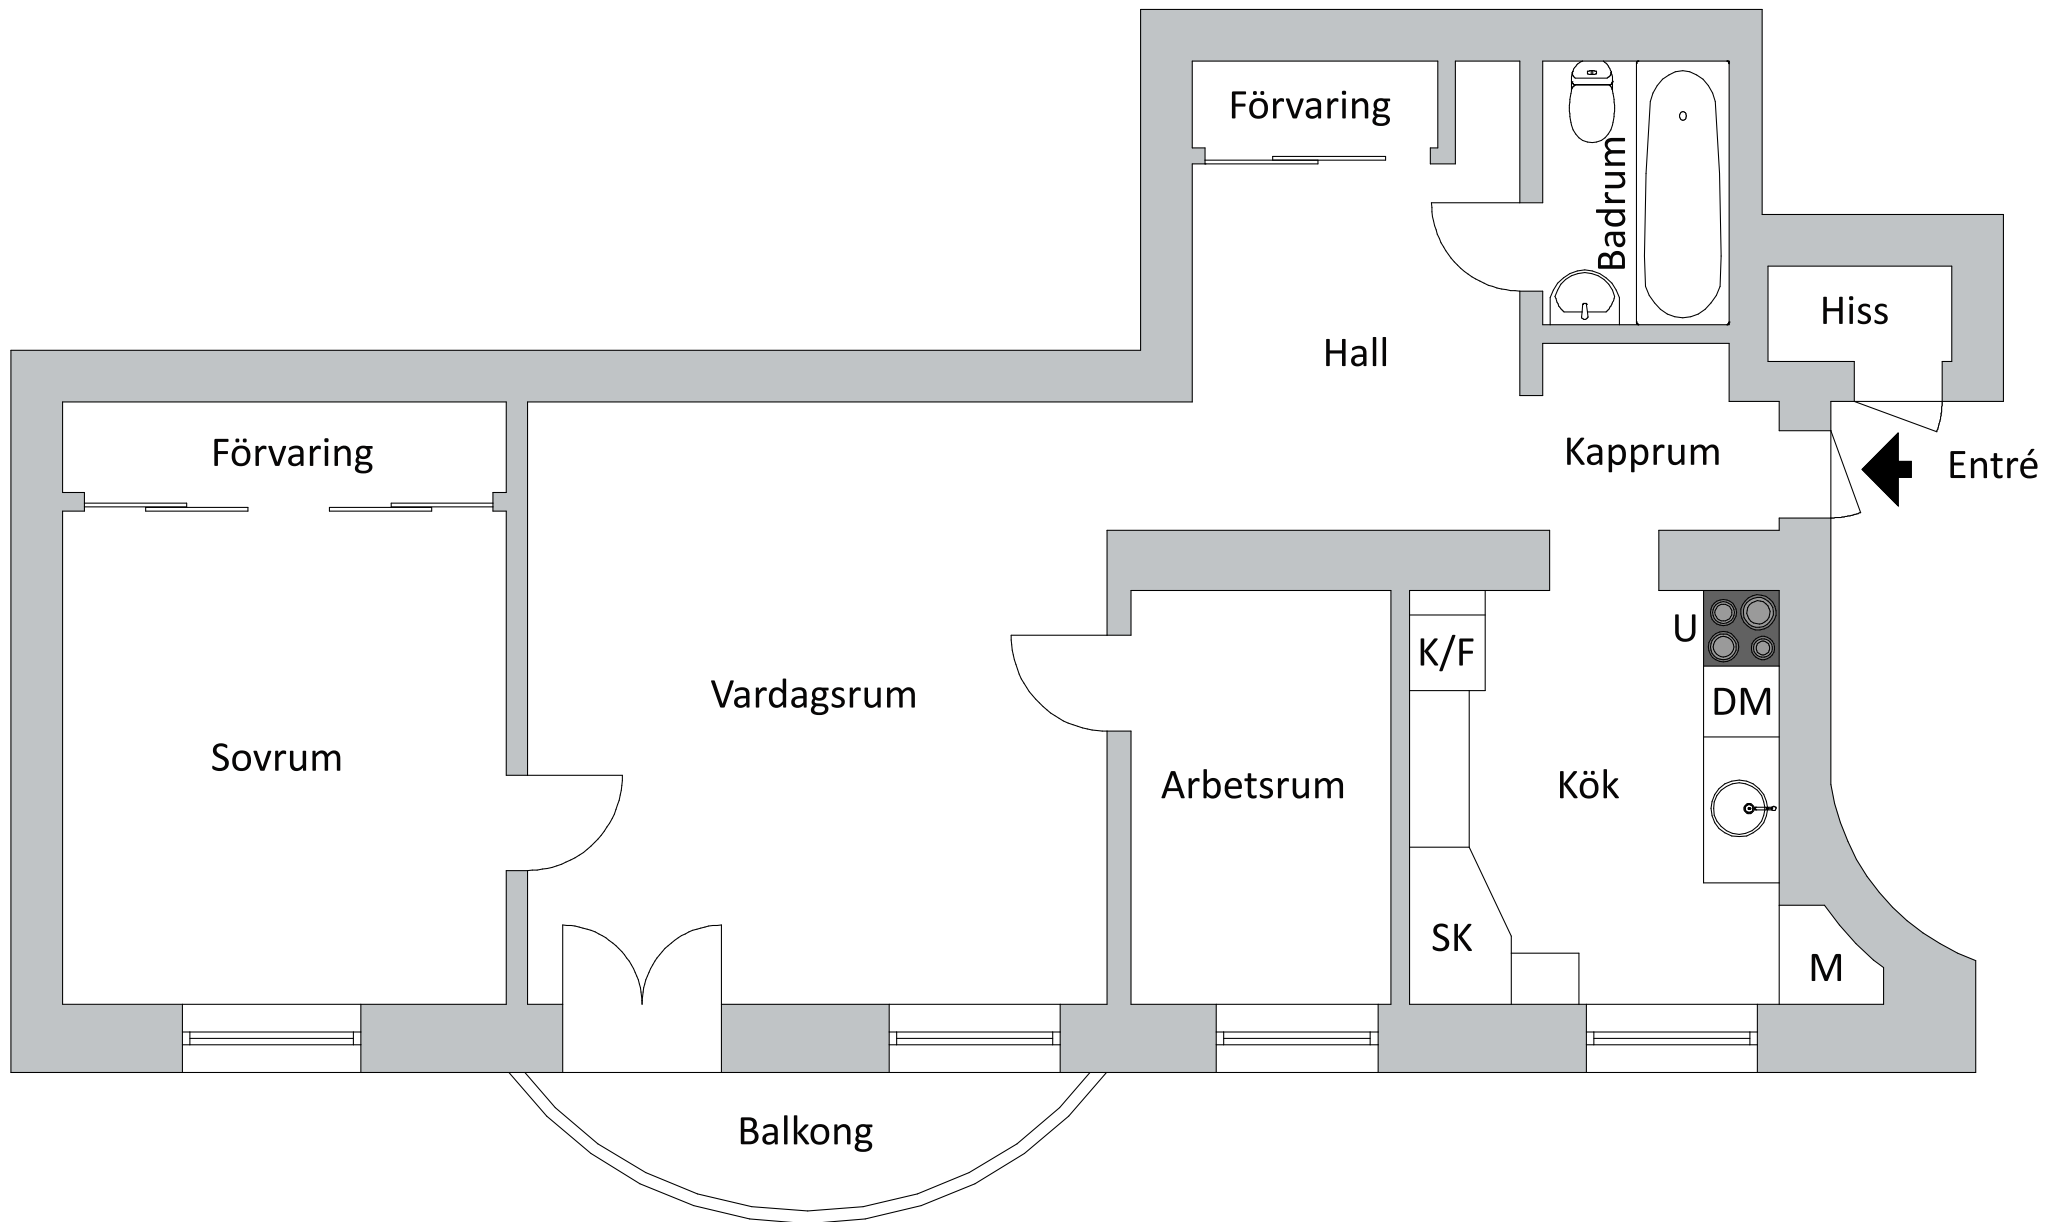 Förvaring
Badrum
Hiss
Hall
Förvaring
Kapprum
Entré
U
K/F
Vardagsrum
DM
Sovrum
Arbetsrum
Kök
SK
M
Balkong